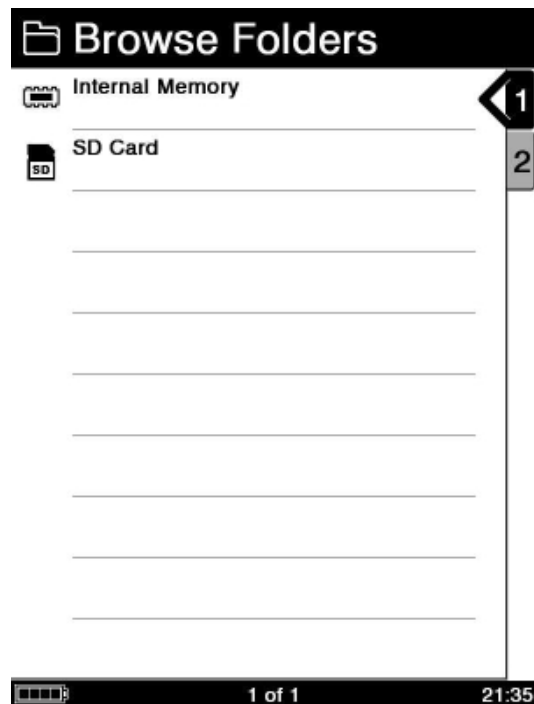 Browse Folders
Internal Memory
1
SD Card
SD
2
1 of 1
21:35